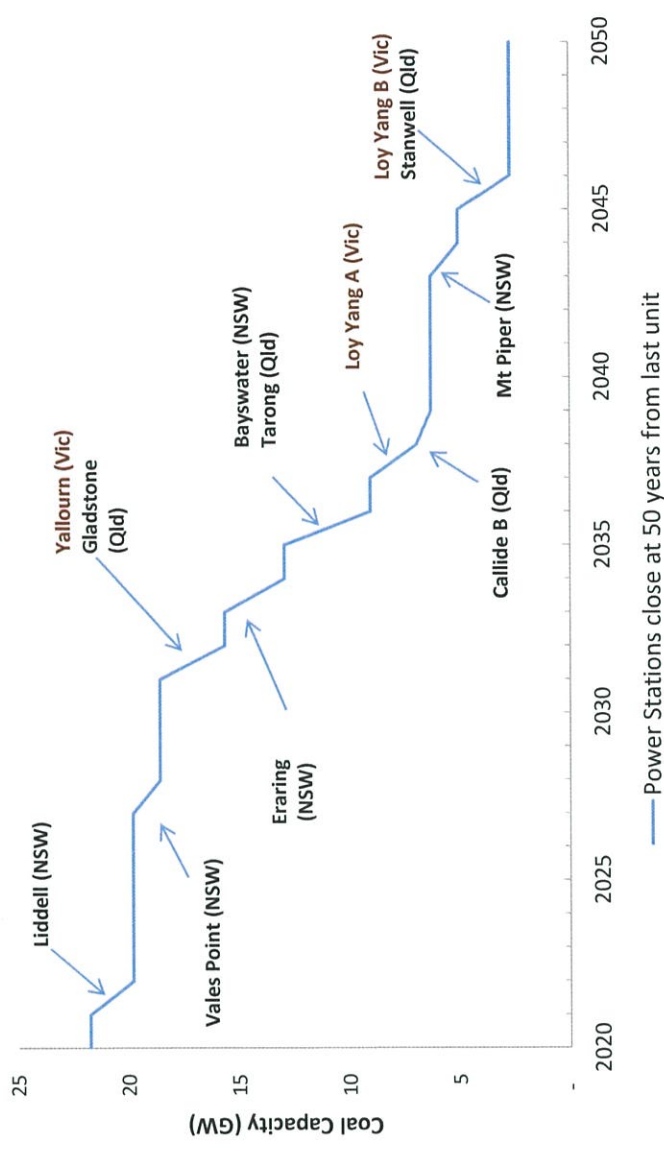 25
20
15
10
5
-
Coal Capacity (GW)
Liddell (NSW)
Vales Point (NSW)
Yallourn (Vic)
Gladstone
(Qld)
Eraring
(NSW)
Bayswater (NSW)
Tarong (Qld)
Loy Yang A (Vic)
Callide B (Qld)
Mt Piper (NSW)
Loy Yang B (Vic)
Stanwell (Qld)
2020
2025
2030
2035
2040
2045
2050
Power Stations close at 50 years from last unit